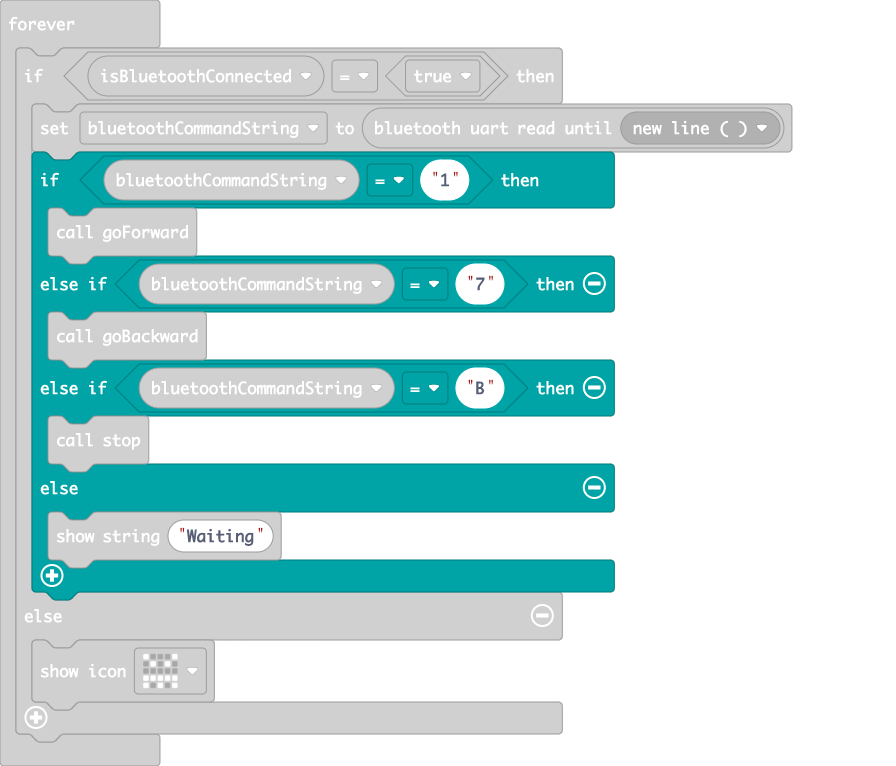 forever
if isBluetoothConnected = true then
set bluetoothCommandString to bluetooth uart read until new line ( )
if bluetoothCommandString = "1" then
call goForward
else if bluetoothCommandString = "7" then
call goBackward
else if bluetoothCommandString = "B" then
call stop
else
show string "Waiting"
else
show icon